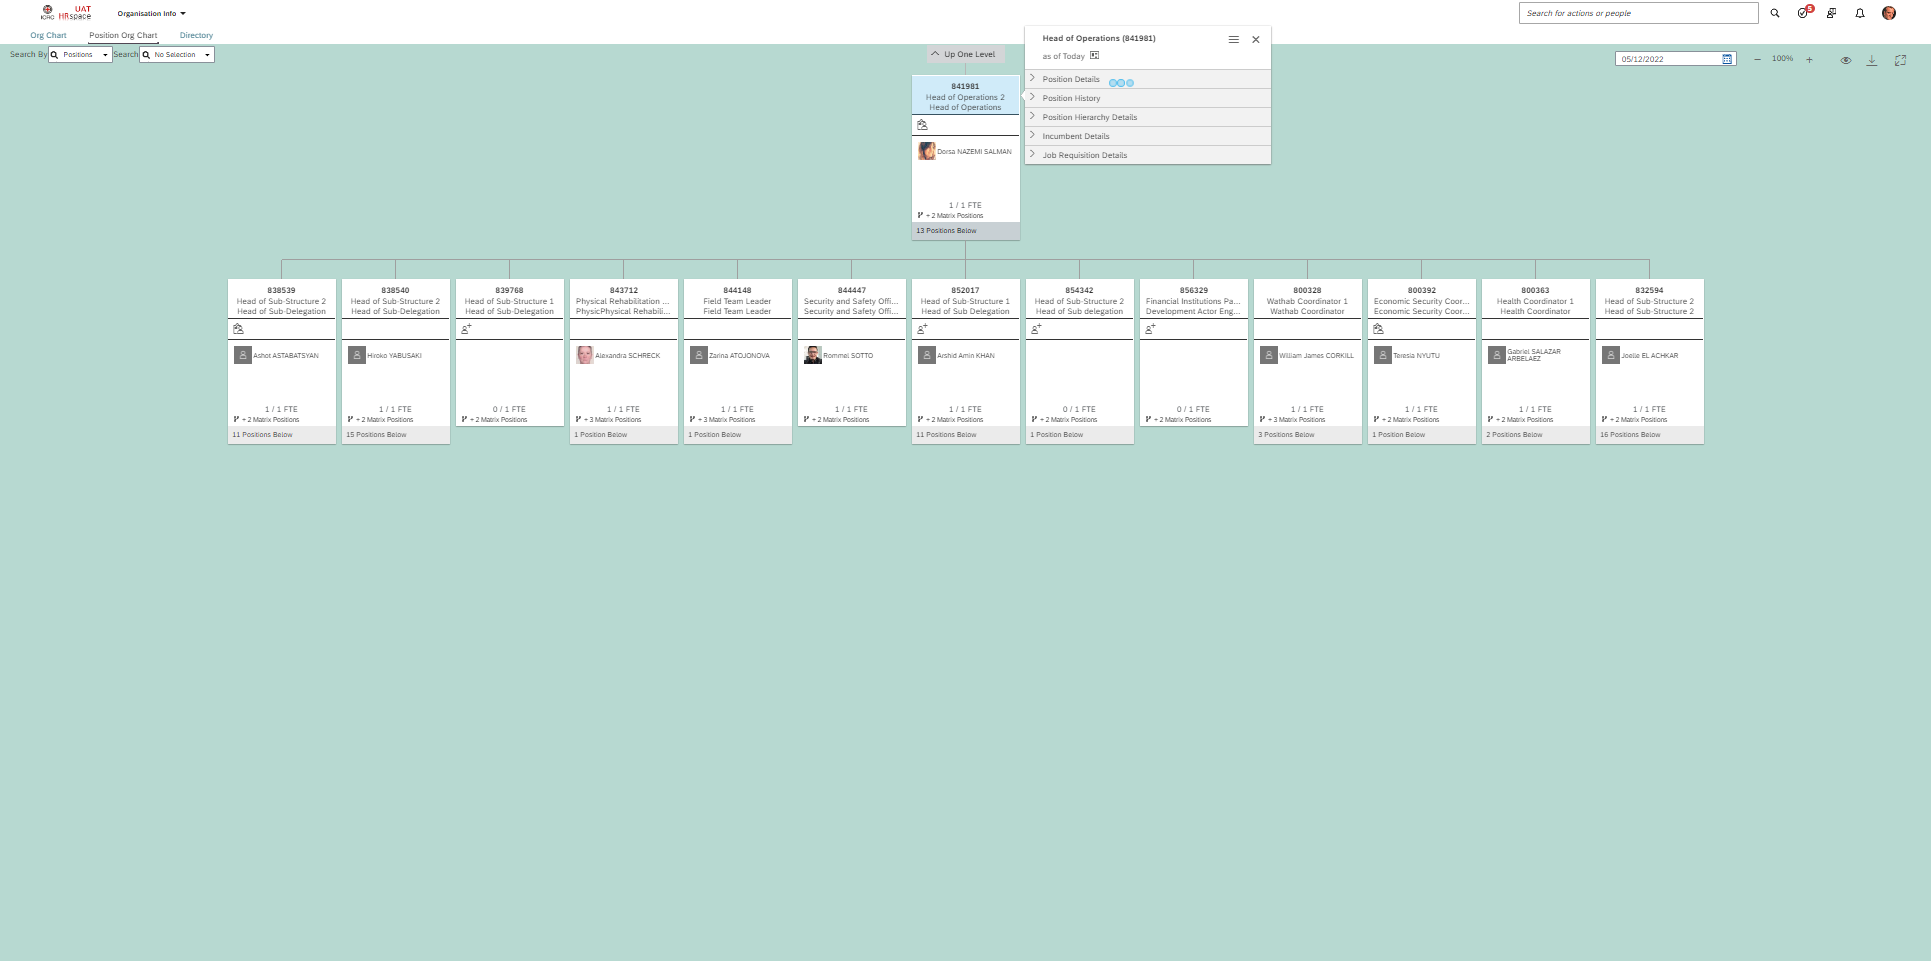 ICRC
UAT
HRspace
Organisation Info
Search for actions or people
5
Org Chart
Position Org Chart
Directory
Search By
Positions
Search
No Selection
Up One Level
05/12/2022
100%
Head of Operations (841981)
as of Today
Position Details
Position History
Position Hierarchy Details
Incumbent Details
Job Requisition Details
841981
Head of Operations 2
Head of Operations
Dorsa NAZEMI SALMAN
1 / 1 FTE
+ 2 Matrix Positions
13 Positions Below
838539
Head of Sub-Structure 2
Head of Sub-Delegation
Ashot ASTABATSYAN
1 / 1 FTE
+ 2 Matrix Positions
11 Positions Below
838540
Head of Sub-Structure 2
Head of Sub-Delegation
Hiroko YABUSAKI
1 / 1 FTE
+ 2 Matrix Positions
15 Positions Below
839768
Head of Sub-Structure 1
Head of Sub-Delegation
0 / 1 FTE
+ 2 Matrix Positions
843712
Physical Rehabilitation ...
PhysicPhysical Rehabili...
Alexandra SCHRECK
1 / 1 FTE
+ 3 Matrix Positions
1 Position Below
844148
Field Team Leader
Field Team Leader
Zarina ATOJONOVA
1 / 1 FTE
+ 3 Matrix Positions
1 Position Below
844447
Security and Safety Offi...
Security and Safety Offi...
Rommel SOTTO
1 / 1 FTE
+ 2 Matrix Positions
852017
Head of Sub-Structure 1
Head of Sub Delegation
Arshid Amin KHAN
1 / 1 FTE
+ 2 Matrix Positions
11 Positions Below
854342
Head of Sub-Structure 2
Head of Sub delegation
0 / 1 FTE
+ 2 Matrix Positions
1 Position Below
856329
Financial Institutions Pa...
Development Actor Eng...
0 / 1 FTE
+ 2 Matrix Positions
800328
Wathab Coordinator 1
Wathab Coordinator
William James CORKILL
1 / 1 FTE
+ 3 Matrix Positions
3 Positions Below
800392
Economic Security Coor...
Economic Security Coor...
Teresia NYUTU
1 / 1 FTE
+ 2 Matrix Positions
1 Position Below
800363
Health Coordinator 1
Health Coordinator
Gabriel SALAZAR
ARBELAEZ
1 / 1 FTE
+ 2 Matrix Positions
2 Positions Below
832594
Head of Sub-Structure 2
Head of Sub-Structure 2
Joelle EL ACHKAR
1 / 1 FTE
+ 2 Matrix Positions
16 Positions Below